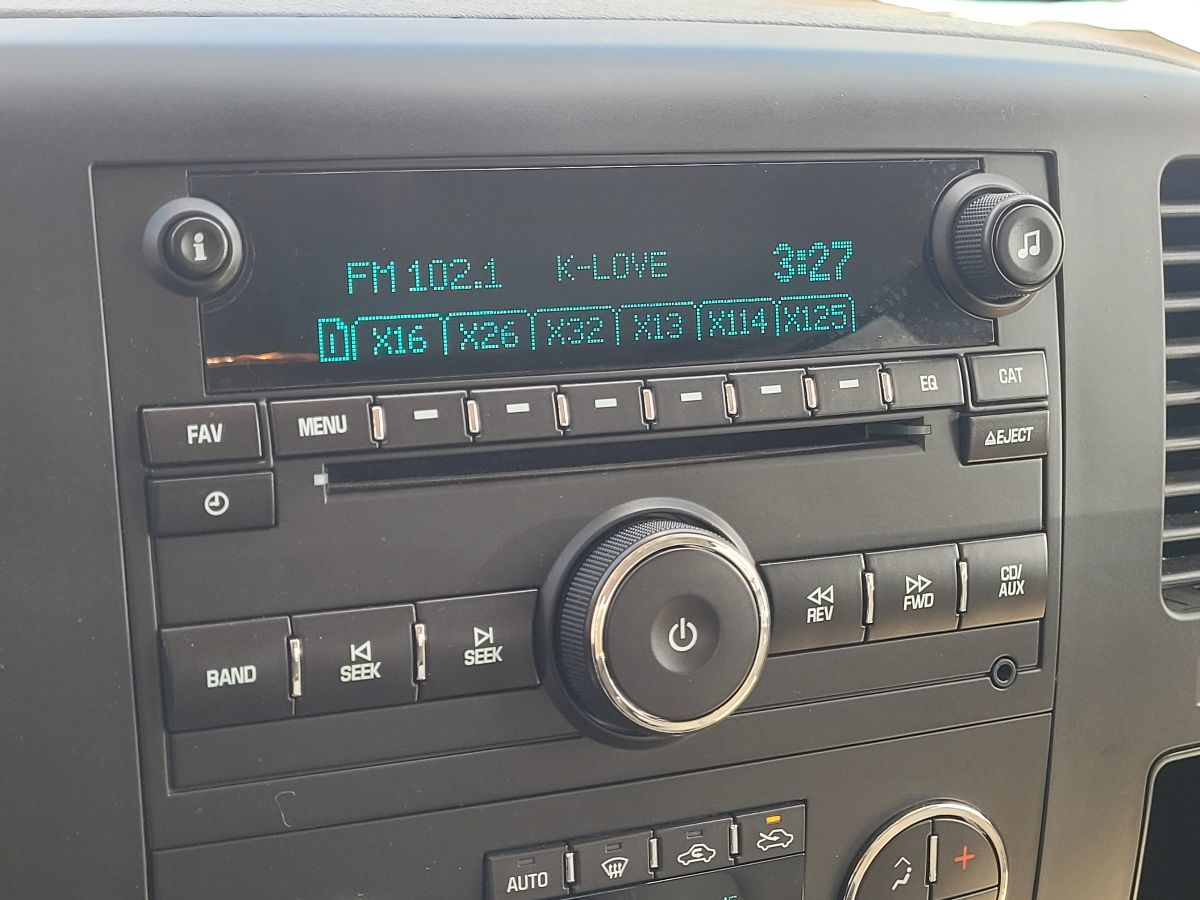 i
FM 102.1 K-LOVE 3:27
1 X16 X26 X32 X13 X114 X125
FAV MENU EQ CAT
EJECT
BAND SEEK SEEK REV FWD CD/
AUX
AUTO